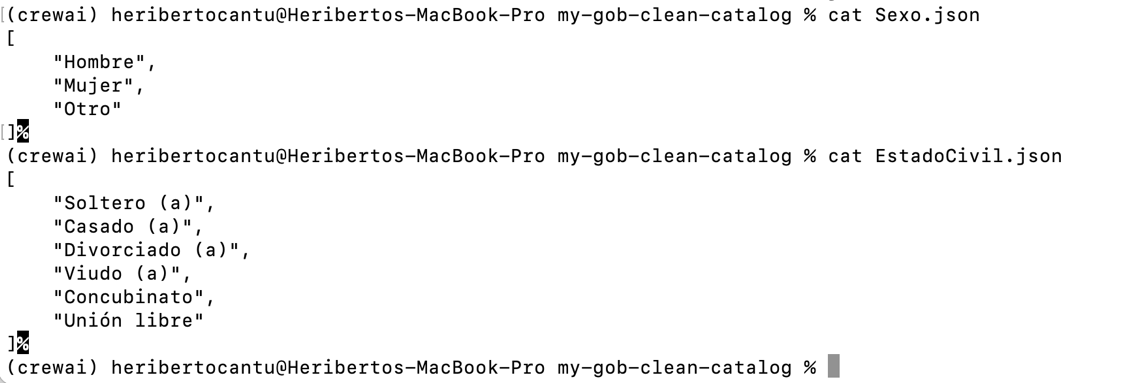 (crewai) heribertocantu@Heribertos-MacBook-Pro my-gob-clean-catalog % cat Sexo.json
[
    "Hombre",
    "Mujer",
    "Otro"
]%
(crewai) heribertocantu@Heribertos-MacBook-Pro my-gob-clean-catalog % cat EstadoCivil.json
[
    "Soltero (a)",
    "Casado (a)",
    "Divorciado (a)",
    "Viudo (a)",
    "Concubinato",
    "Unión libre"
]%
(crewai) heribertocantu@Heribertos-MacBook-Pro my-gob-clean-catalog %